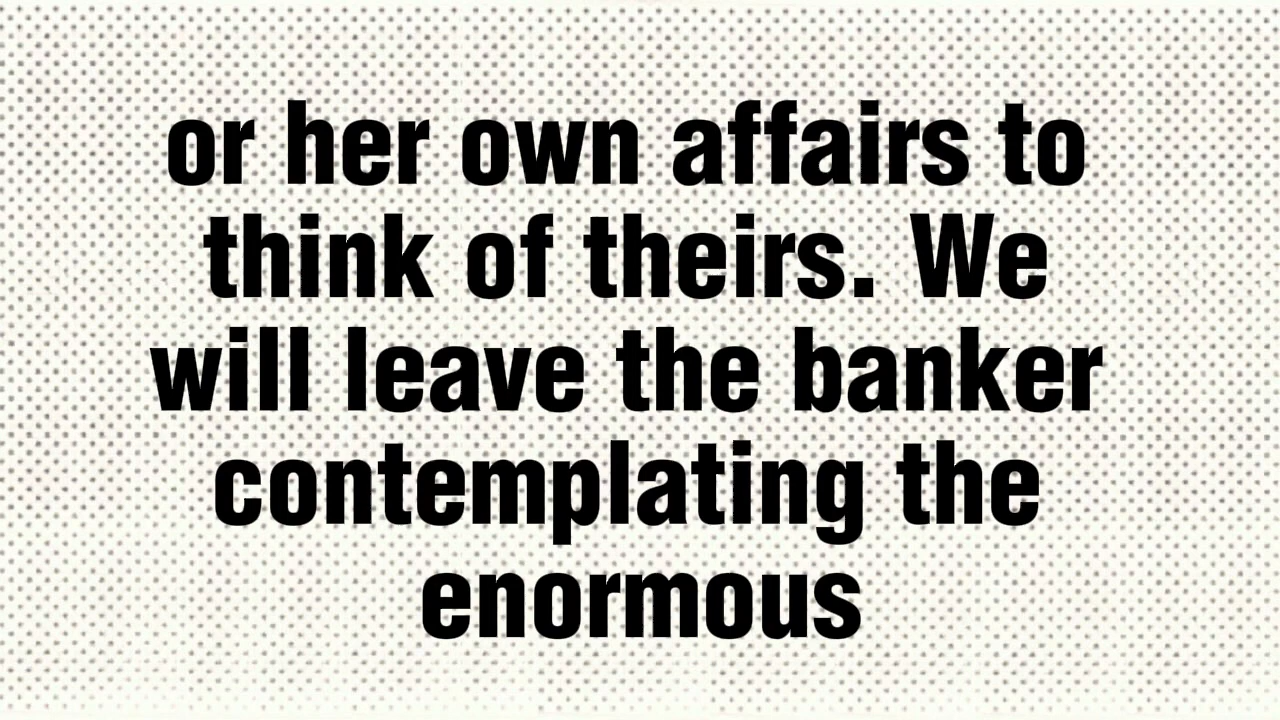 or her own affairs to
think of theirs. We
will leave the banker
contemplating the
enormous